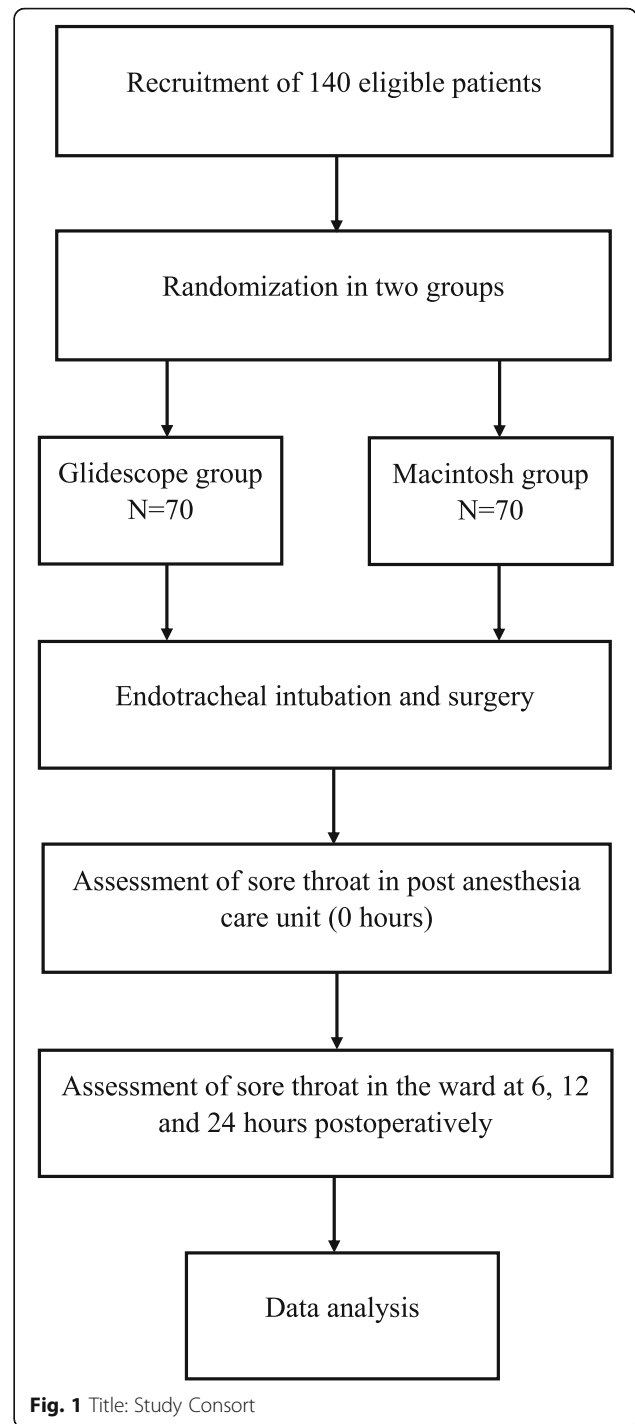 Recruitment of 140 eligible patients
Randomization in two groups
Glidescope group
N=70
Macintosh group
N=70
Endotracheal intubation and surgery
Assessment of sore throat in post anesthesia
care unit (0 hours)
Assessment of sore throat in the ward at 6, 12
and 24 hours postoperatively
Data analysis
Fig. 1 Title: Study Consort